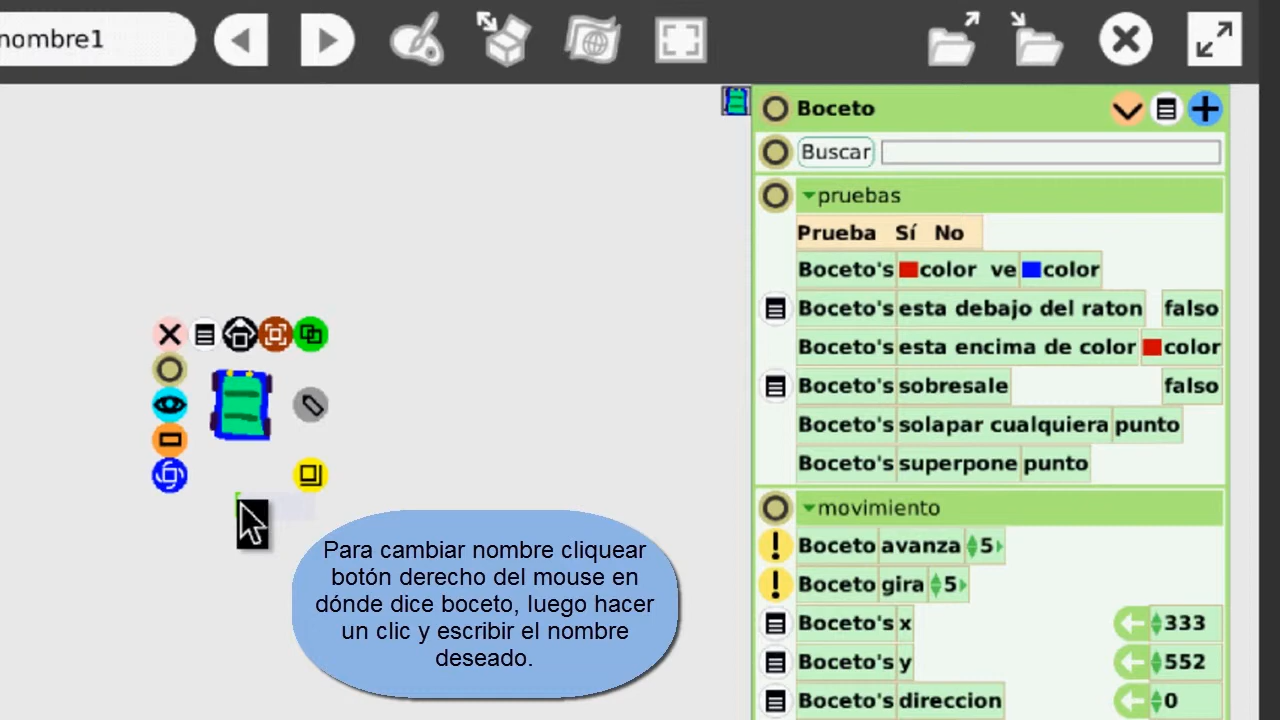 nombre1
Boceto
Buscar
pruebas
Prueba Sí No
Boceto's color ve color
Boceto's esta debajo del raton falso
Boceto's esta encima de color color
Boceto's sobresale falso
Boceto's solapar cualquiera punto
Boceto's superpone punto
movimiento
Boceto avanza 5
Boceto gira 5
Boceto's x 333
Boceto's y 552
Boceto's direccion 0
Para cambiar nombre cliquear
botón derecho del mouse en
dónde dice boceto, luego hacer
un clic y escribir el nombre
deseado.